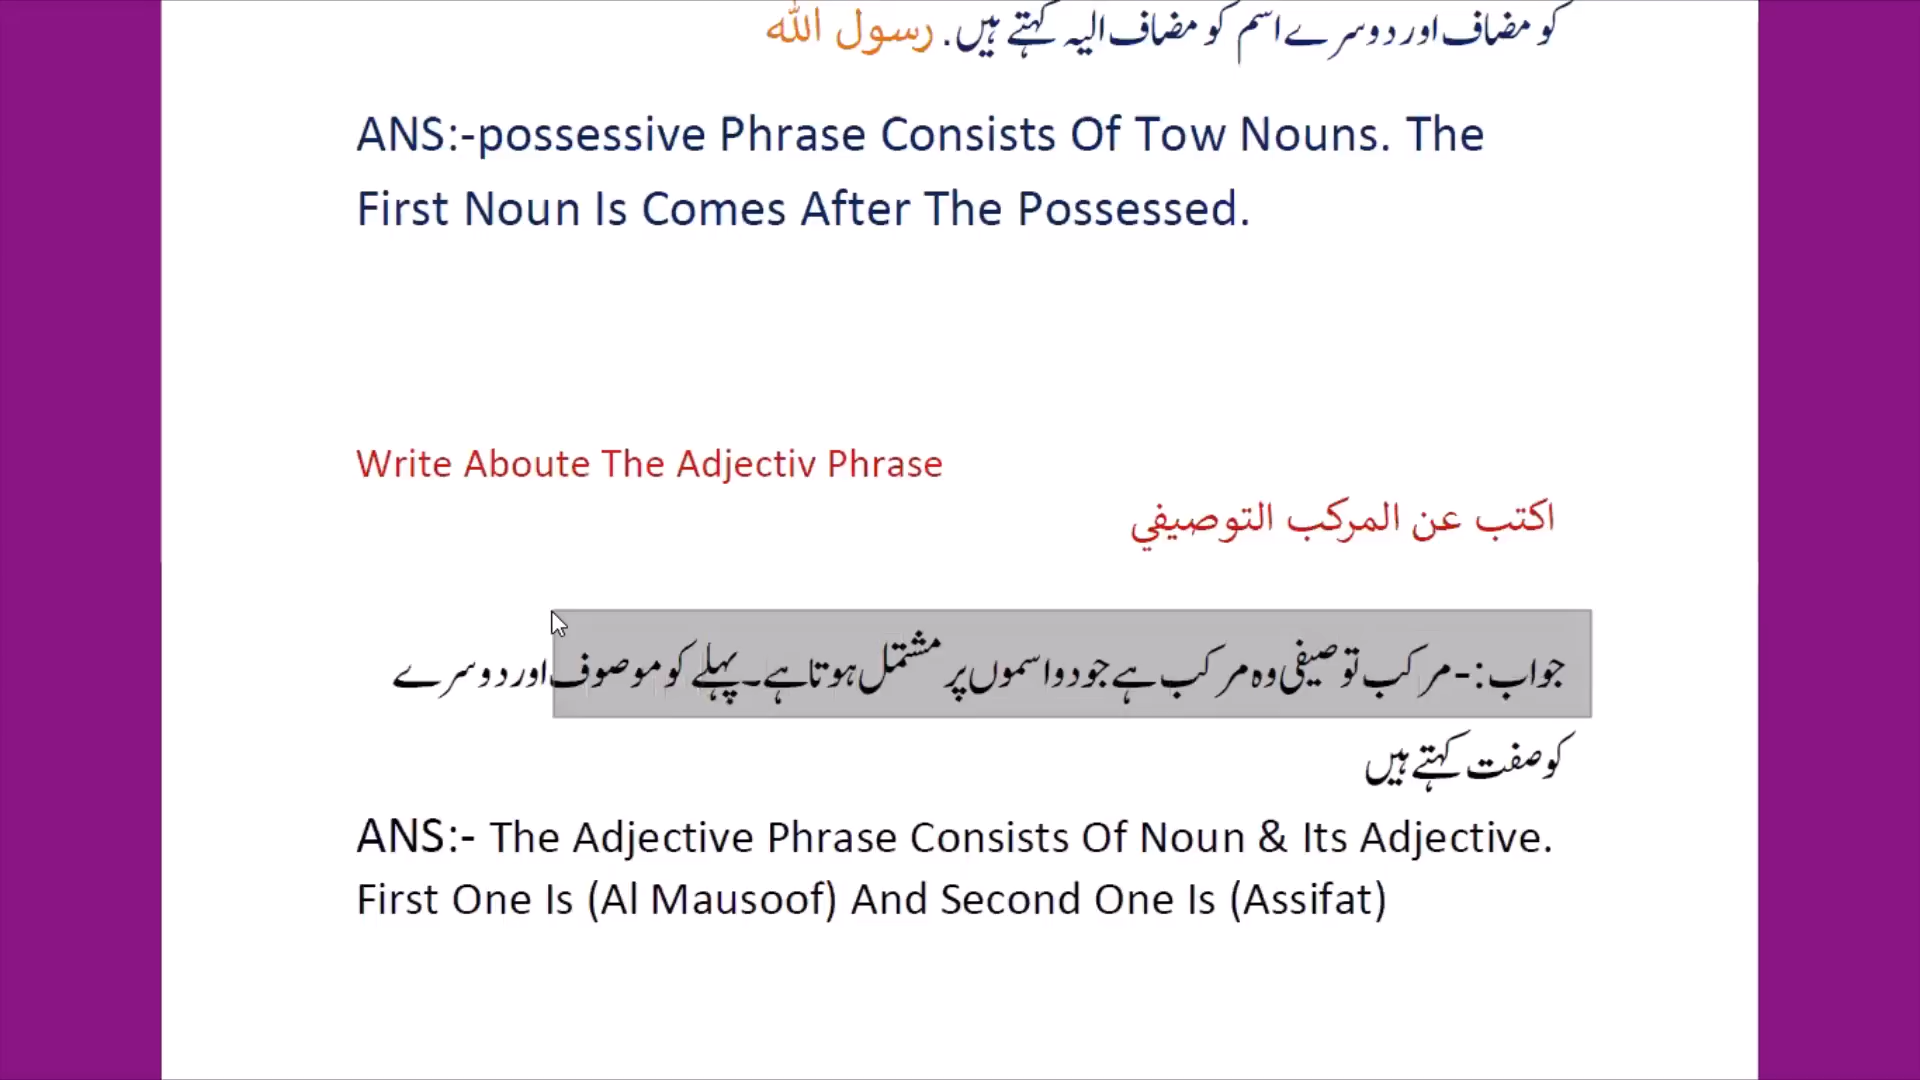 کو مضاف اور دوسرے اسم کو مضاف الیہ کہتے ہیں. رسول الله
ANS:-possessive Phrase Consists Of Tow Nouns. The
First Noun Is Comes After The Possessed.
Write Aboute The Adjectiv Phrase
اكتب عن المركب التوصيفي
جواب:- مرکب توصیفی وہ مرکب ہے جو دو اسموں پر مشتمل ہوتا ہے۔ پہلے کو موصوف اور دوسرے
کو صفت کہتے ہیں
ANS:- The Adjective Phrase Consists Of Noun & Its Adjective.
First One Is (Al Mausoof) And Second One Is (Assifat)